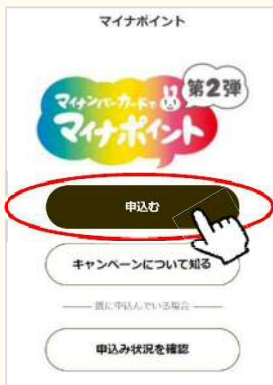 マイナポイント
第2弾
マイナンバーカードで
マイナポイント
申込む
キャンペーンについて知る
既に申込んでいる場合
申込み状況を確認